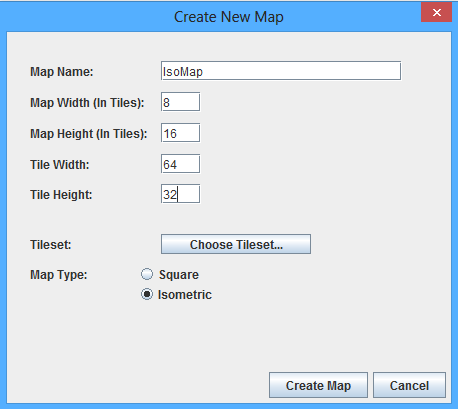 Create New Map
Map Name: IsoMap
Map Width (In Tiles): 8
Map Height (In Tiles): 16
Tile Width: 64
Tile Height: 32
Tileset: Choose Tileset...
Map Type: Square
Isometric
Create Map Cancel